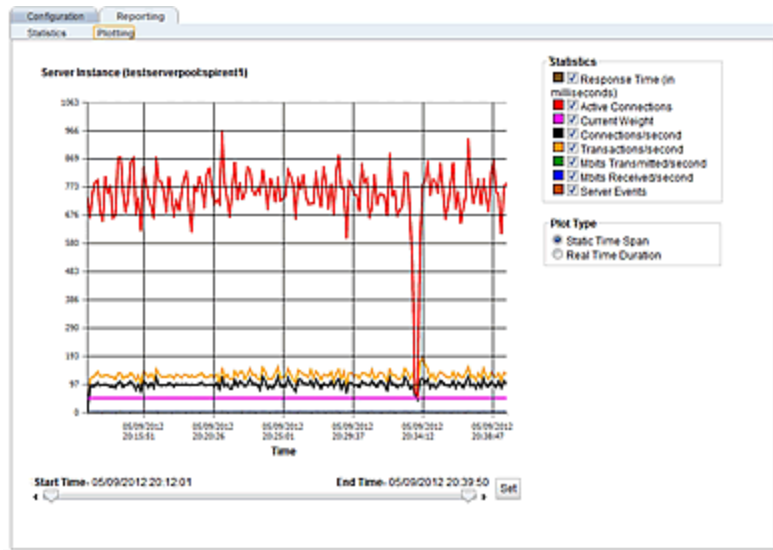 Configuration Reporting
Statistics Plotting
Server Instance (testserverpool:spirent1)
1063
966
869
773
676
580
483
386
290
193
97
0
05/09/2012 05/09/2012 05/09/2012 05/09/2012 05/09/2012 05/09/2012
20:15:51 20:20:26 20:25:01 20:29:37 20:34:12 20:38:47
Time
Start Time- 05/09/2012 20:12:01 End Time- 05/09/2012 20:39:50 Set
Statistics
Response Time (in
milliseconds)
Active Connections
Current Weight
Connections/second
Transactions/second
Mbits Transmitted/second
Mbits Received/second
Server Events
Plot Type
Static Time Span
Real Time Duration